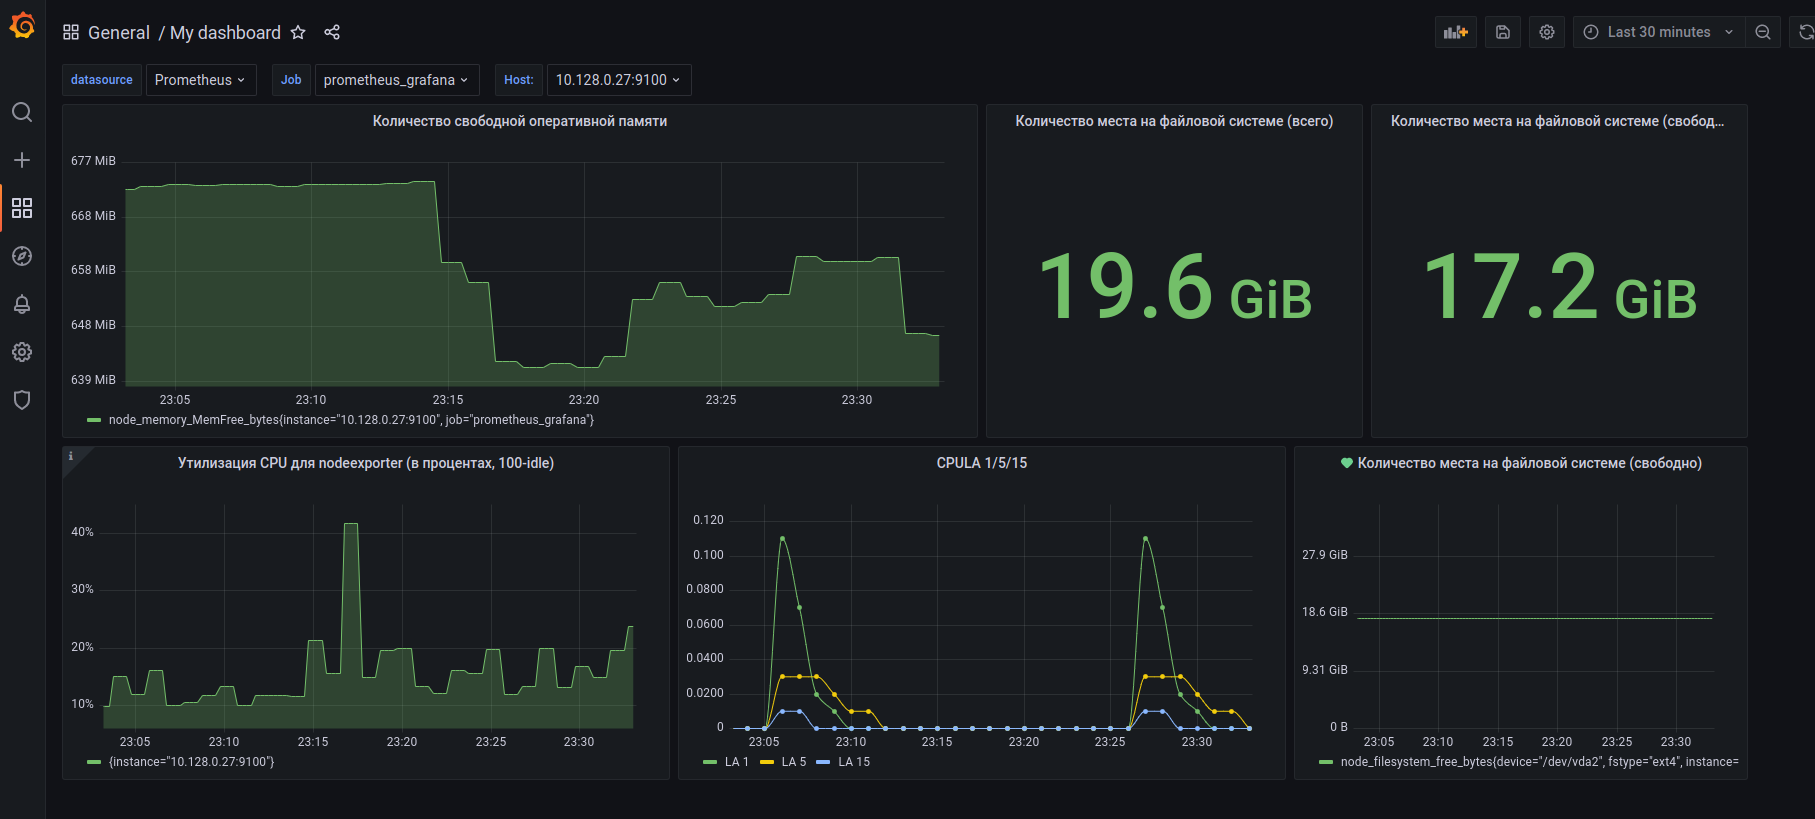 General / My dashboard
Last 30 minutes
datasource Prometheus Job prometheus_grafana Host: 10.128.0.27:9100
Количество свободной оперативной памяти
677 MiB
668 MiB
658 MiB
648 MiB
639 MiB
23:05 23:10 23:15 23:20 23:25 23:30
node_memory_MemFree_bytes{instance="10.128.0.27:9100", job="prometheus_grafana"}
Количество места на файловой системе (всего)
19.6 GiB
Количество места на файловой системе (свобод...
17.2 GiB
i
Утилизация CPU для nodeexporter (в процентах, 100-idle)
40%
30%
20%
10%
23:05 23:10 23:15 23:20 23:25 23:30
{instance="10.128.0.27:9100"}
CPULA 1/5/15
0.120
0.100
0.0800
0.0600
0.0400
0.0200
0
23:05 23:10 23:15 23:20 23:25 23:30
LA 1 LA 5 LA 15
Количество места на файловой системе (свободно)
27.9 GiB
18.6 GiB
9.31 GiB
0 B
23:05 23:10 23:15 23:20 23:25 23:30
node_filesystem_free_bytes{device="/dev/vda2", fstype="ext4", instance=